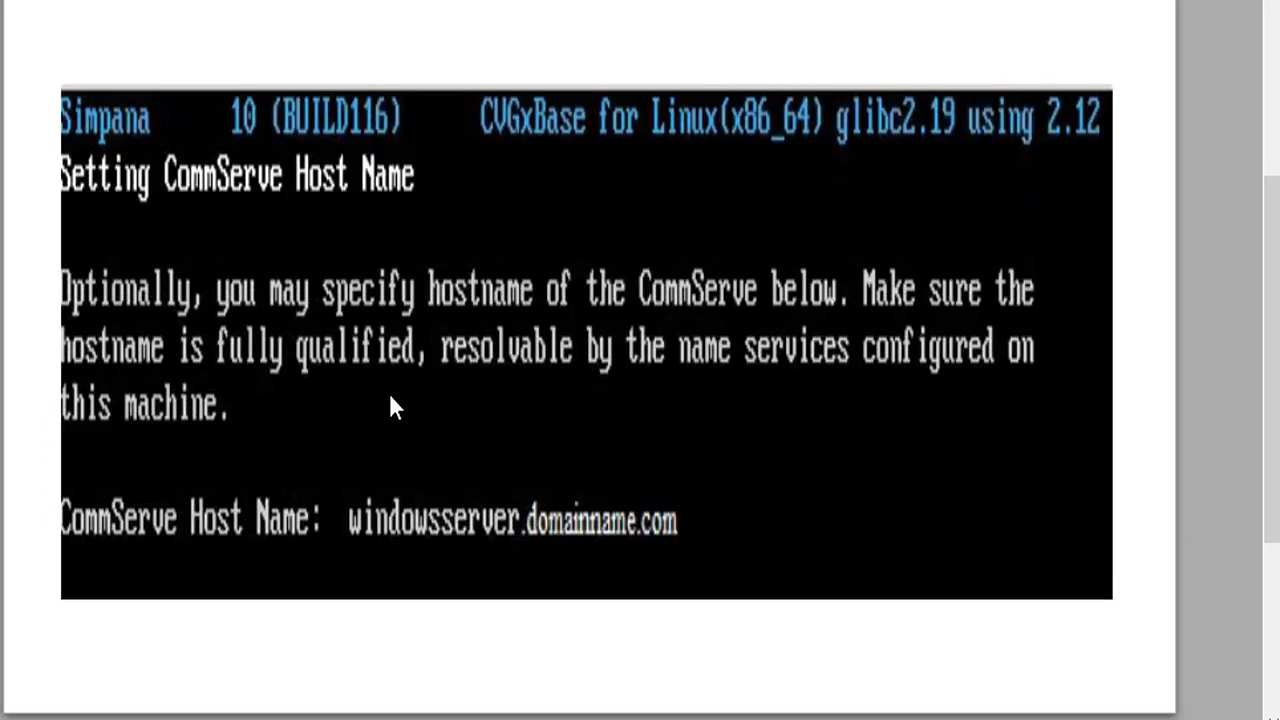 Simpana 10 (BUILD116) CVGxBase for Linux(x86_64) glibc2.19 using 2.12
Setting CommServe Host Name
Optionally, you may specify hostname of the CommServe below. Make sure the
hostname is fully qualified, resolvable by the name services configured on
this machine.
CommServe Host Name: windowsserver.domainname.com